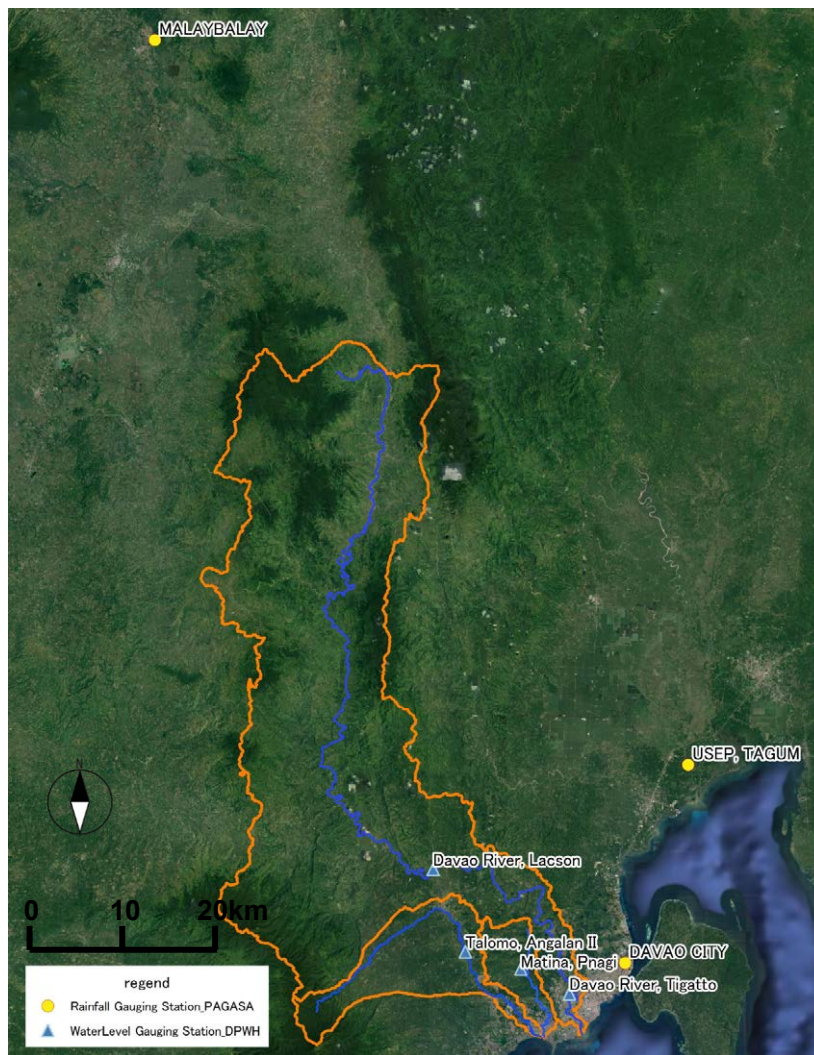 MALAYBALAY
N
USEP, TAGUM
Davao River, Lacson
0 10 20km
Talomo, Angalan II
DAVAO CITY
Matina, Pnagi
Davao River, Tigatto
regend
Rainfall Gauging Station_PAGASA
WaterLevel Gauging Station_DPWH